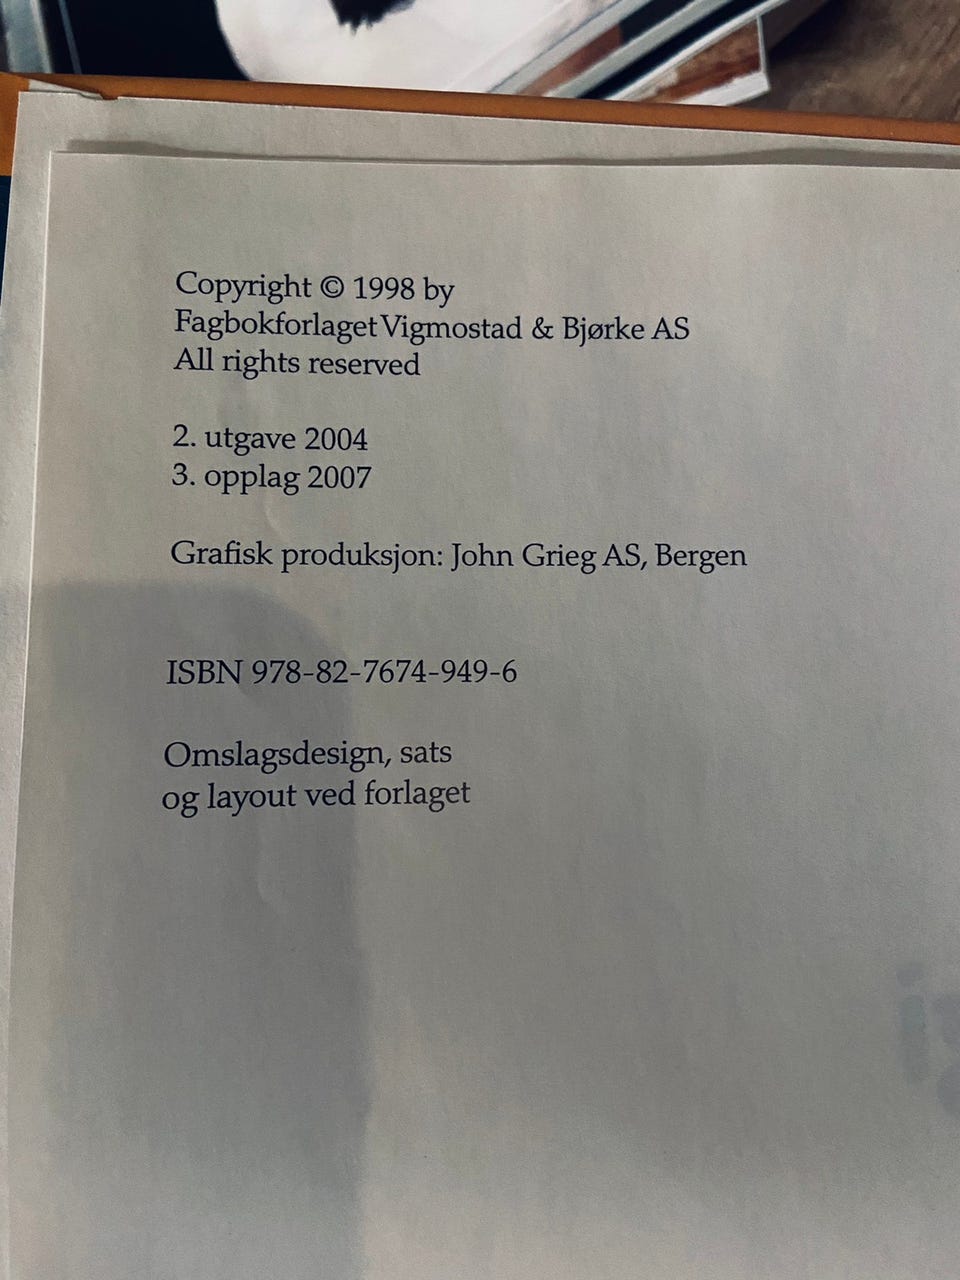 Copyright © 1998 by
Fagbokforlaget Vigmostad & Bjørke AS
All rights reserved
2. utgave 2004
3. opplag 2007
Grafisk produksjon: John Grieg AS, Bergen
ISBN 978-82-7674-949-6
Omslagsdesign, sats
og layout ved forlaget